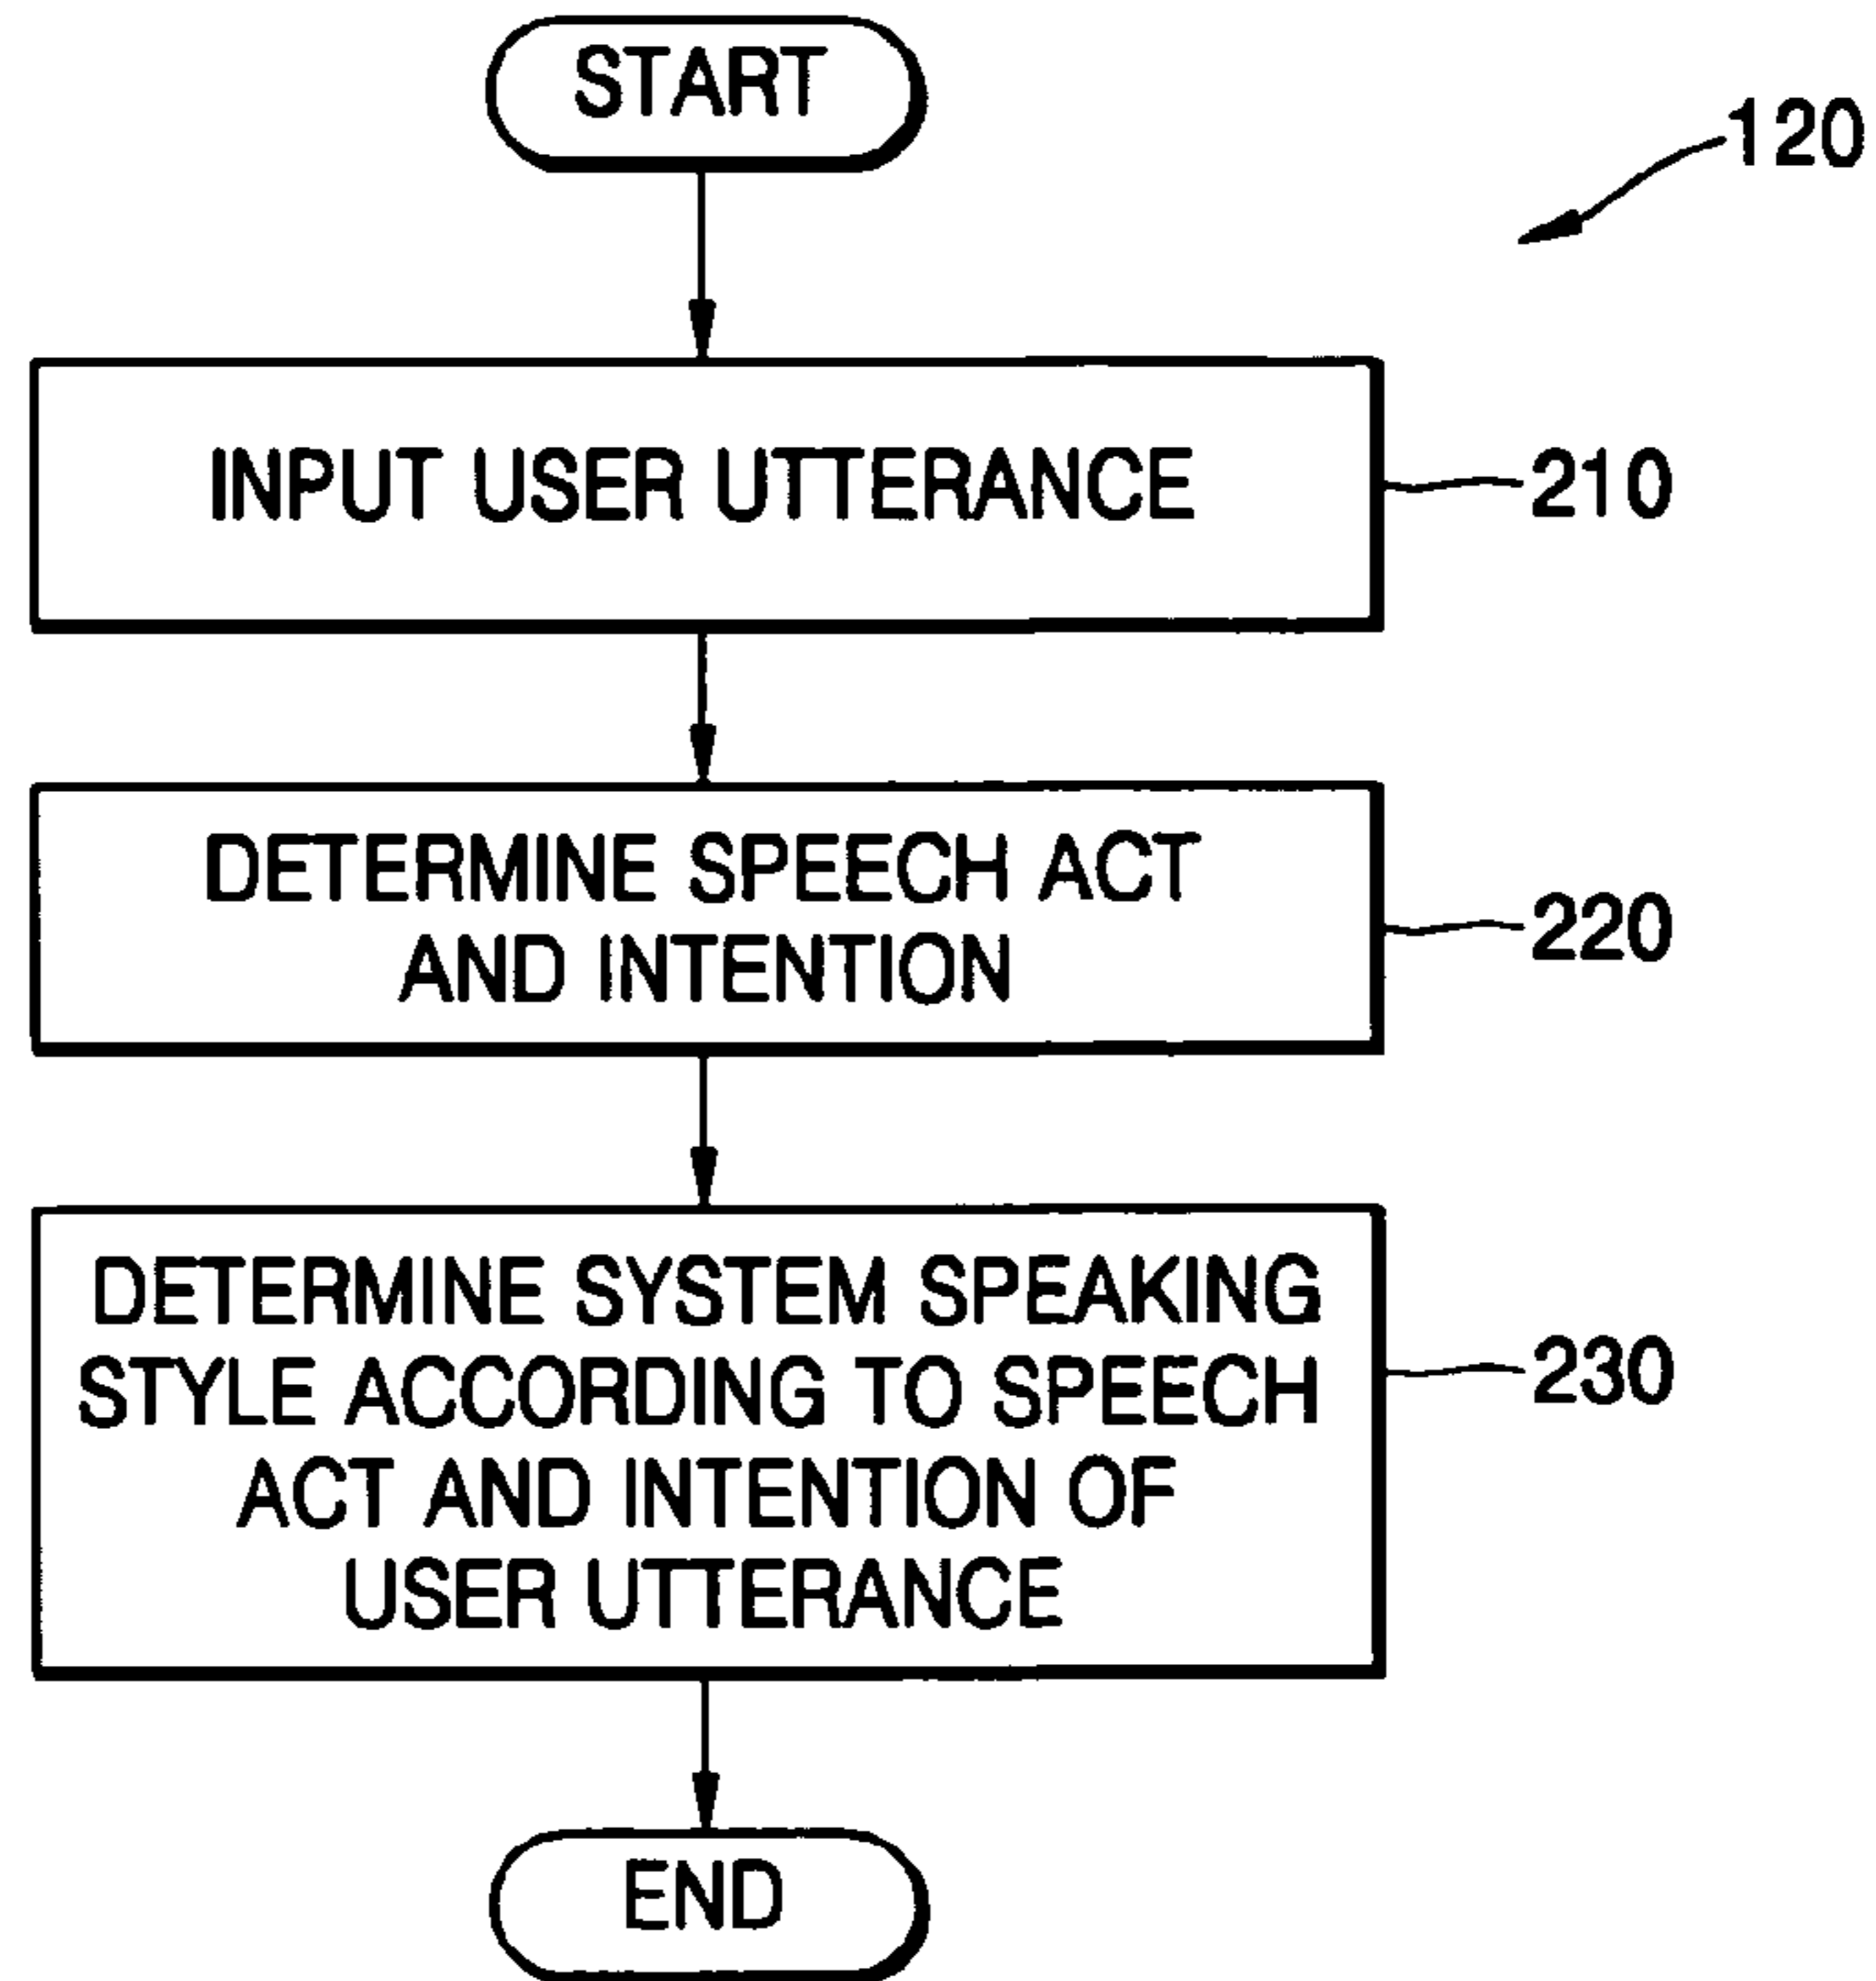 START
120
INPUT USER UTTERANCE
210
DETERMINE SPEECH ACT
AND INTENTION
220
DETERMINE SYSTEM SPEAKING
STYLE ACCORDING TO SPEECH
ACT AND INTENTION OF
USER UTTERANCE
230
END